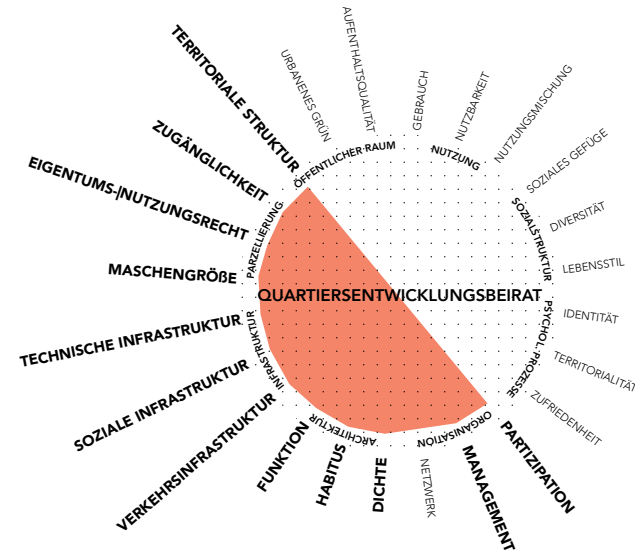 TERRITORIALE STRUKTUR
URBANENES GRÜN
AUFENTHALTSQUALITÄT
GEBRAUCH
NUTZBARKEIT
NUTZUNGSMISCHUNG
SOZIALES GEFÜGE
DIVERSITÄT
LEBENSSTIL
IDENTITÄT
TERRITORIALITÄT
ZUFRIEDENHEIT
PARTIZIPATION
MANAGEMENT
NETZWERK
DICHTE
HABITUS
FUNKTION
VERKEHRSINFRASTRUKTUR
SOZIALE INFRASTRUKTUR
TECHNISCHE INFRASTRUKTUR
MASCHENGRÖßE
EIGENTUMS-|NUTZUNGSRECHT
ZUGÄNGLICHKEIT
ÖFFENTLICHER RAUM
NUTZUNG
SOZIALSTRUKTUR
PSYCHOL. PROZESSE
ORGANISATION
ARCHITEKTUR
INFRASTRUKTUR
PARZELLIERUNG
QUARTIERSENTWICKLUNGSBEIRAT